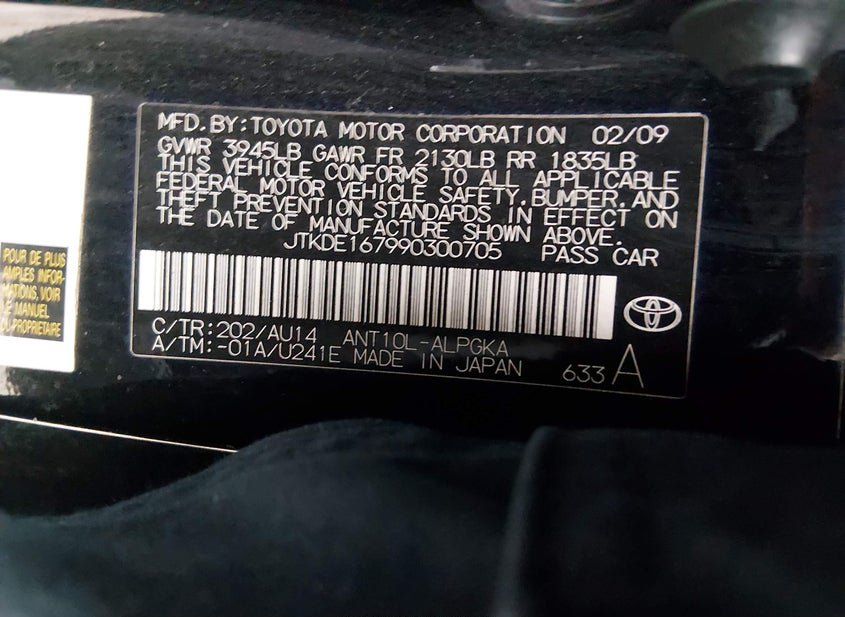 MFD. BY: TOYOTA MOTOR CORPORATION 02/09
GVWR 3945LB GAWR FR 2130LB RR 1835LB
THIS VEHICLE CONFORMS TO ALL APPLICABLE
FEDERAL MOTOR VEHICLE SAFETY, BUMPER, AND
THEFT PREVENTION STANDARDS IN EFFECT ON
THE DATE OF MANUFACTURE SHOWN ABOVE.
JTKDE167990300705 PASS CAR
C/TR: 202/AU14 ANT10L-ALPGKA
A/TM: -01A/U241E MADE IN JAPAN 633 A
POUR DE PLUS
AMPLES INFOR-
MATIONS, VOIR
LE MANUEL
DU PROPRIETAIRE